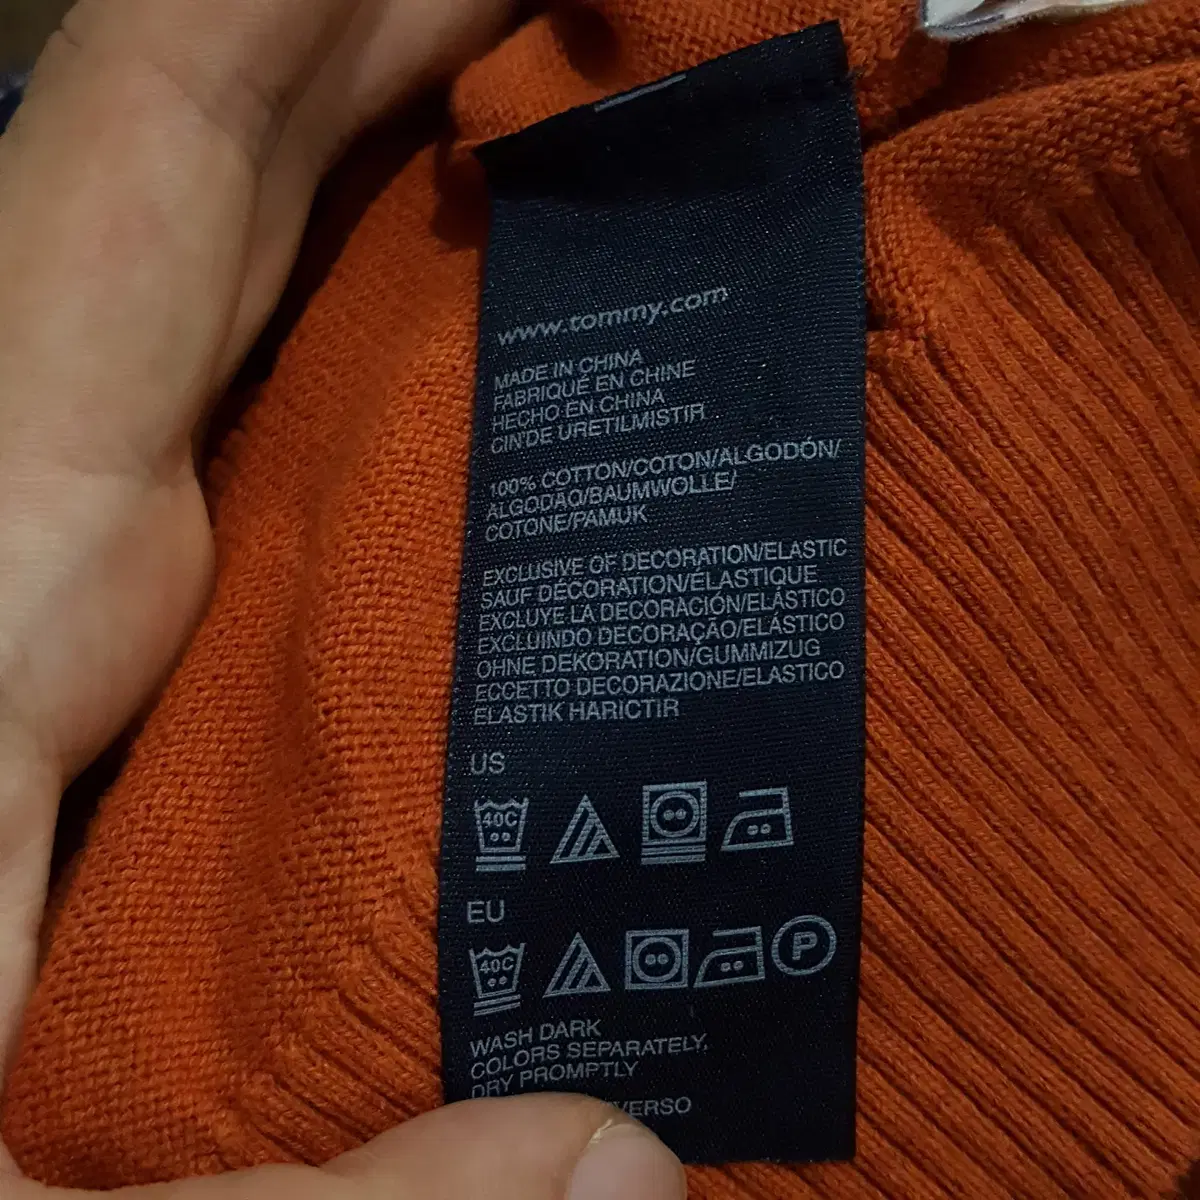 www.tommy.com
MADE IN CHINA
FABRIQUÉ EN CHINE
HECHO EN CHINA
CIN'DE URETILMISTIR
100% COTTON/COTON/ALGODÓN/
ALGODAO/BAUMWOLLE/
COTONE/PAMUK
EXCLUSIVE OF DECORATION/ELASTIC
SAUF DÉCORATION/ELASTIQUE
EXCLUYE LA DECORACIÓN/ELÁSTICO
EXCLUINDO DECORAÇÃO/ELÁSTICO
OHNE DEKORATION/GUMMIZUG
ECCETTO DECORAZIONE/ELASTICO
ELASTIK HARICTIR
US
40C
EU
40C
P
WASH DARK
COLORS SEPARATELY,
DRY PROMPTLY